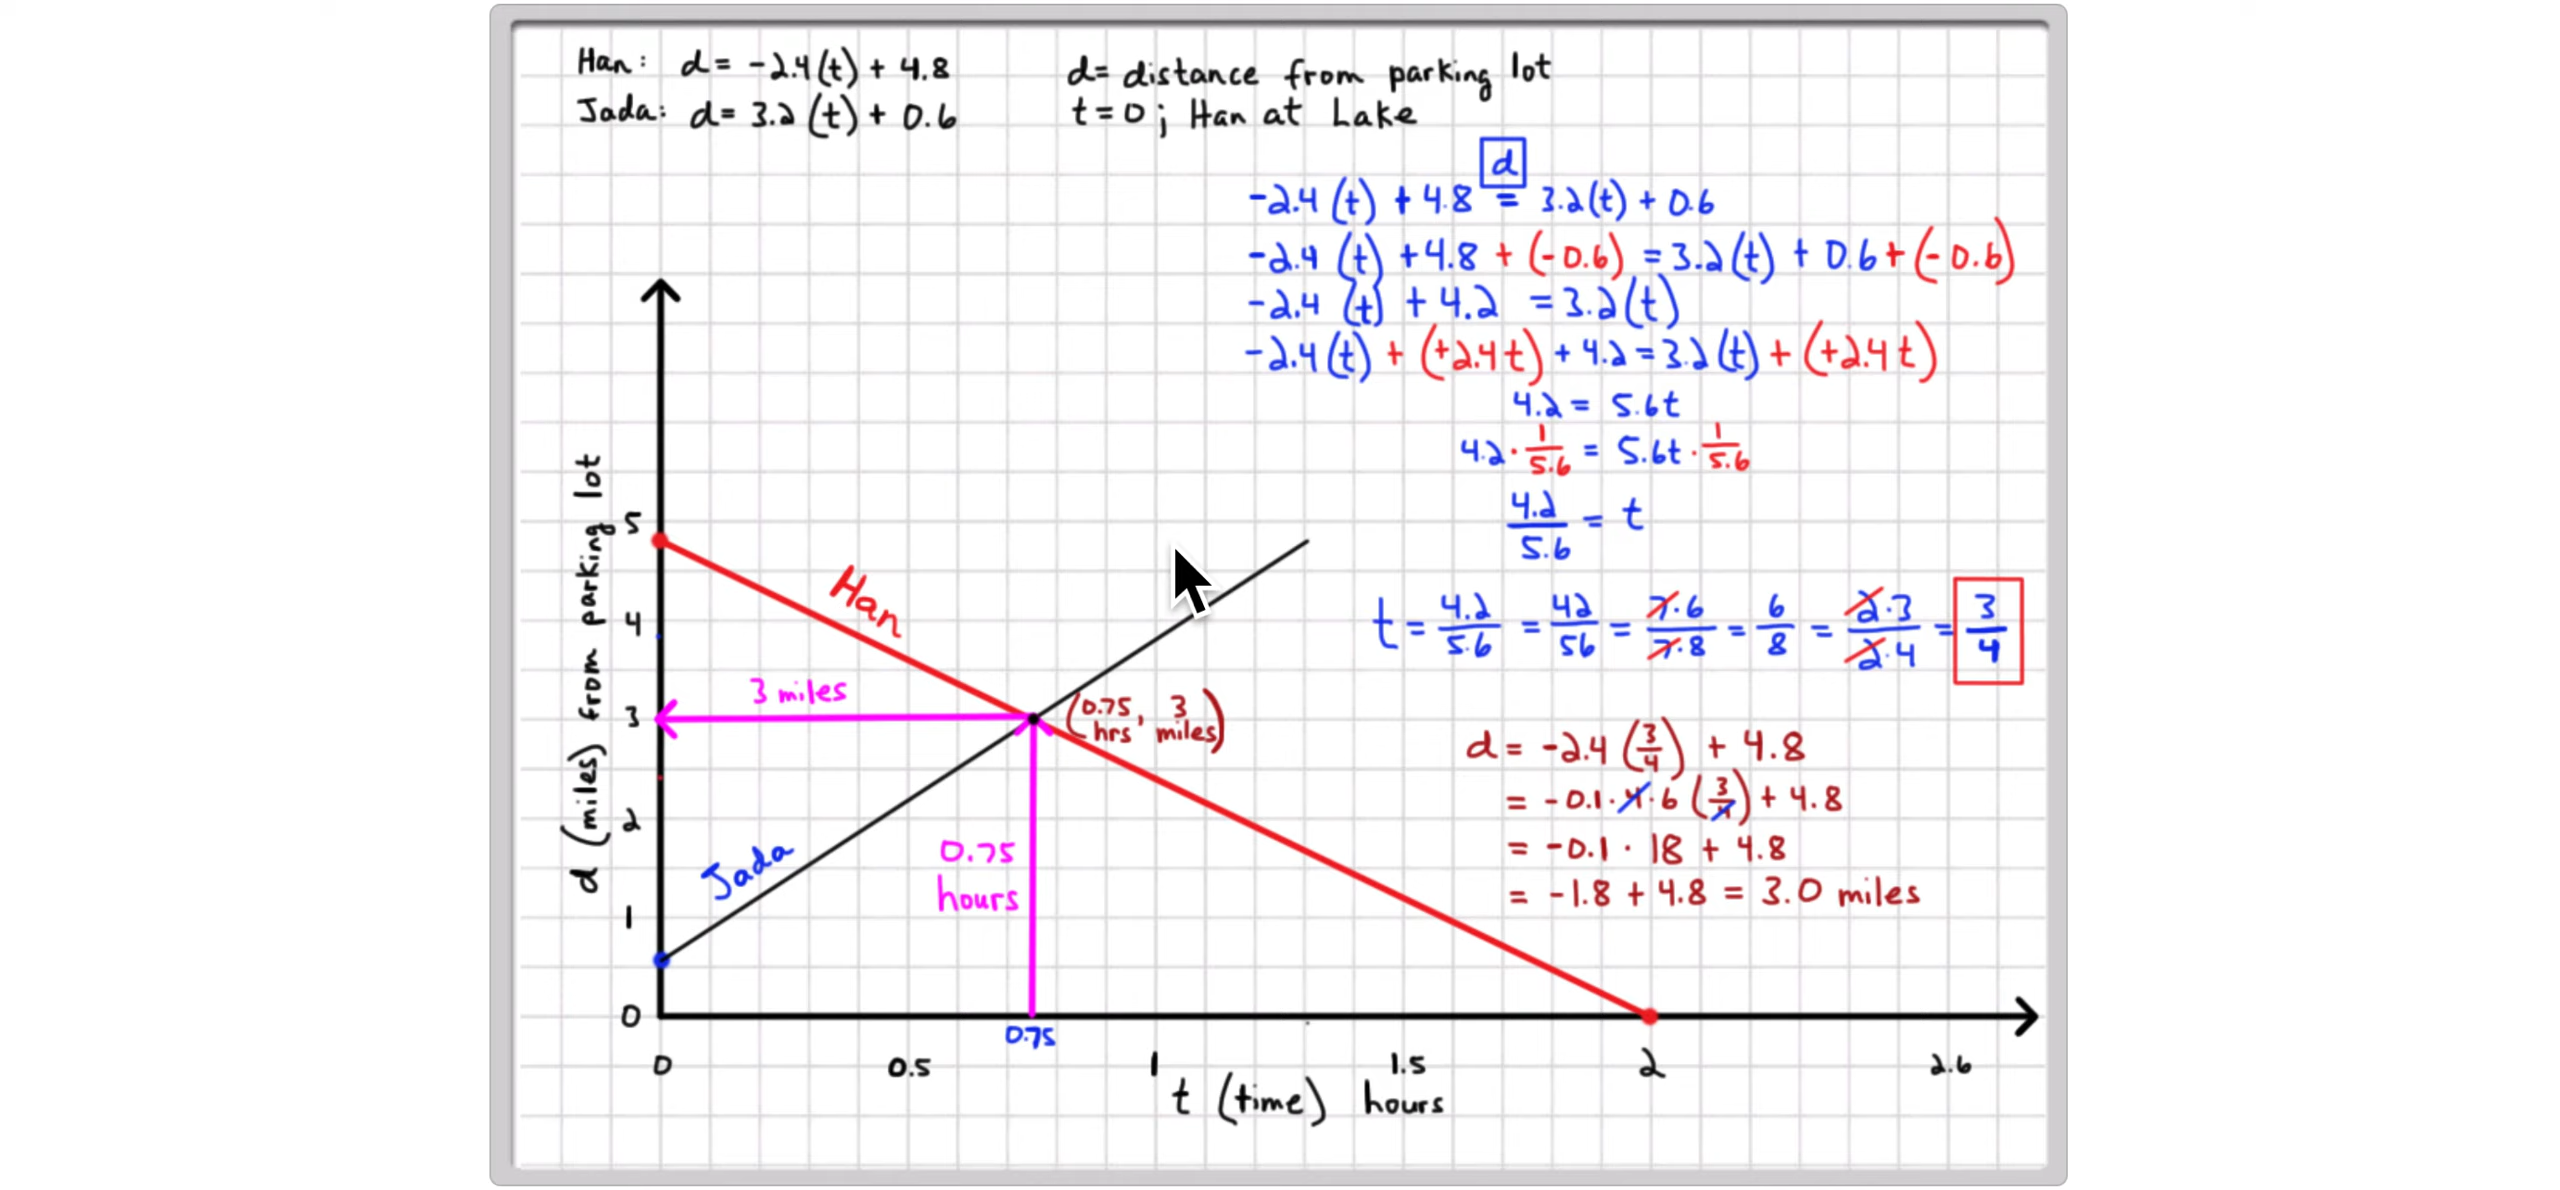 Han: d = -2.4(t) + 4.8
Jada: d = 3.2(t) + 0.6
d = distance from parking lot
t = 0 ; Han at Lake
d
-2.4(t) + 4.8 = 3.2(t) + 0.6
-2.4(t) + 4.8 + (-0.6) = 3.2(t) + 0.6 + (-0.6)
-2.4(t) + 4.2 = 3.2(t)
-2.4(t) + (+2.4t) + 4.2 = 3.2(t) + (+2.4t)
4.2 = 5.6t
4.2 · 1/5.6 = 5.6t · 1/5.6
4.2/5.6 = t
t = 4.2/5.6 = 42/56 = 7·6/7·8 = 6/8 = 2·3/2·4 = 3/4
d = -2.4(3/4) + 4.8
= -0.1·4·6(3/4) + 4.8
= -0.1 · 18 + 4.8
= -1.8 + 4.8 = 3.0 miles
d (miles) from parking lot
5
4
3
2
1
0
Han
3 miles
(0.75 hrs, 3 miles)
Jada
0.75
hours
0.75
0 0.5 1 1.5 2 2.6
t (time) hours